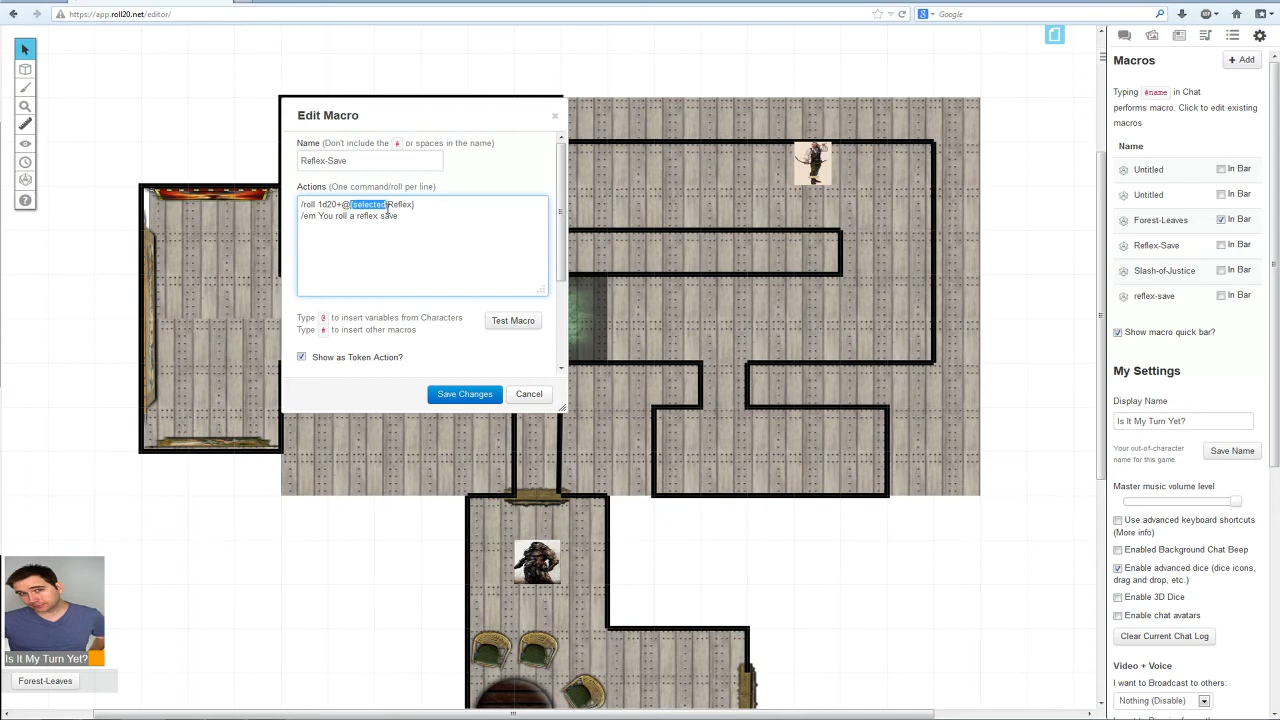 https://app.roll20.net/editor/
Google
Edit Macro
×
Name (Don't include the # or spaces in the name)
Reflex-Save
Actions (One command/roll per line)
/roll 1d20+@{selected|Reflex}
/em You roll a reflex save
Type @ to insert variables from Characters
Type # to insert other macros
Test Macro
Show as Token Action?
Save Changes
Cancel
Macros
+ Add
Typing #name in Chat
performs macro. Click to edit existing
macros
Name
Untitled In Bar
Untitled In Bar
Forest-Leaves In Bar
Reflex-Save In Bar
Slash-of-Justice In Bar
reflex-save In Bar
Show macro quick bar?
My Settings
Display Name
Is It My Turn Yet?
Your out-of-character
name for this game.
Save Name
Master music volume level
Use advanced keyboard shortcuts
(More info)
Enable Background Chat Beep
Enable advanced dice (dice icons,
drag and drop, etc.)
Enable 3D Dice
Enable chat avatars
Clear Current Chat Log
Video + Voice
I want to Broadcast to others:
Nothing (Disable)
Is It My Turn Yet?
Forest-Leaves